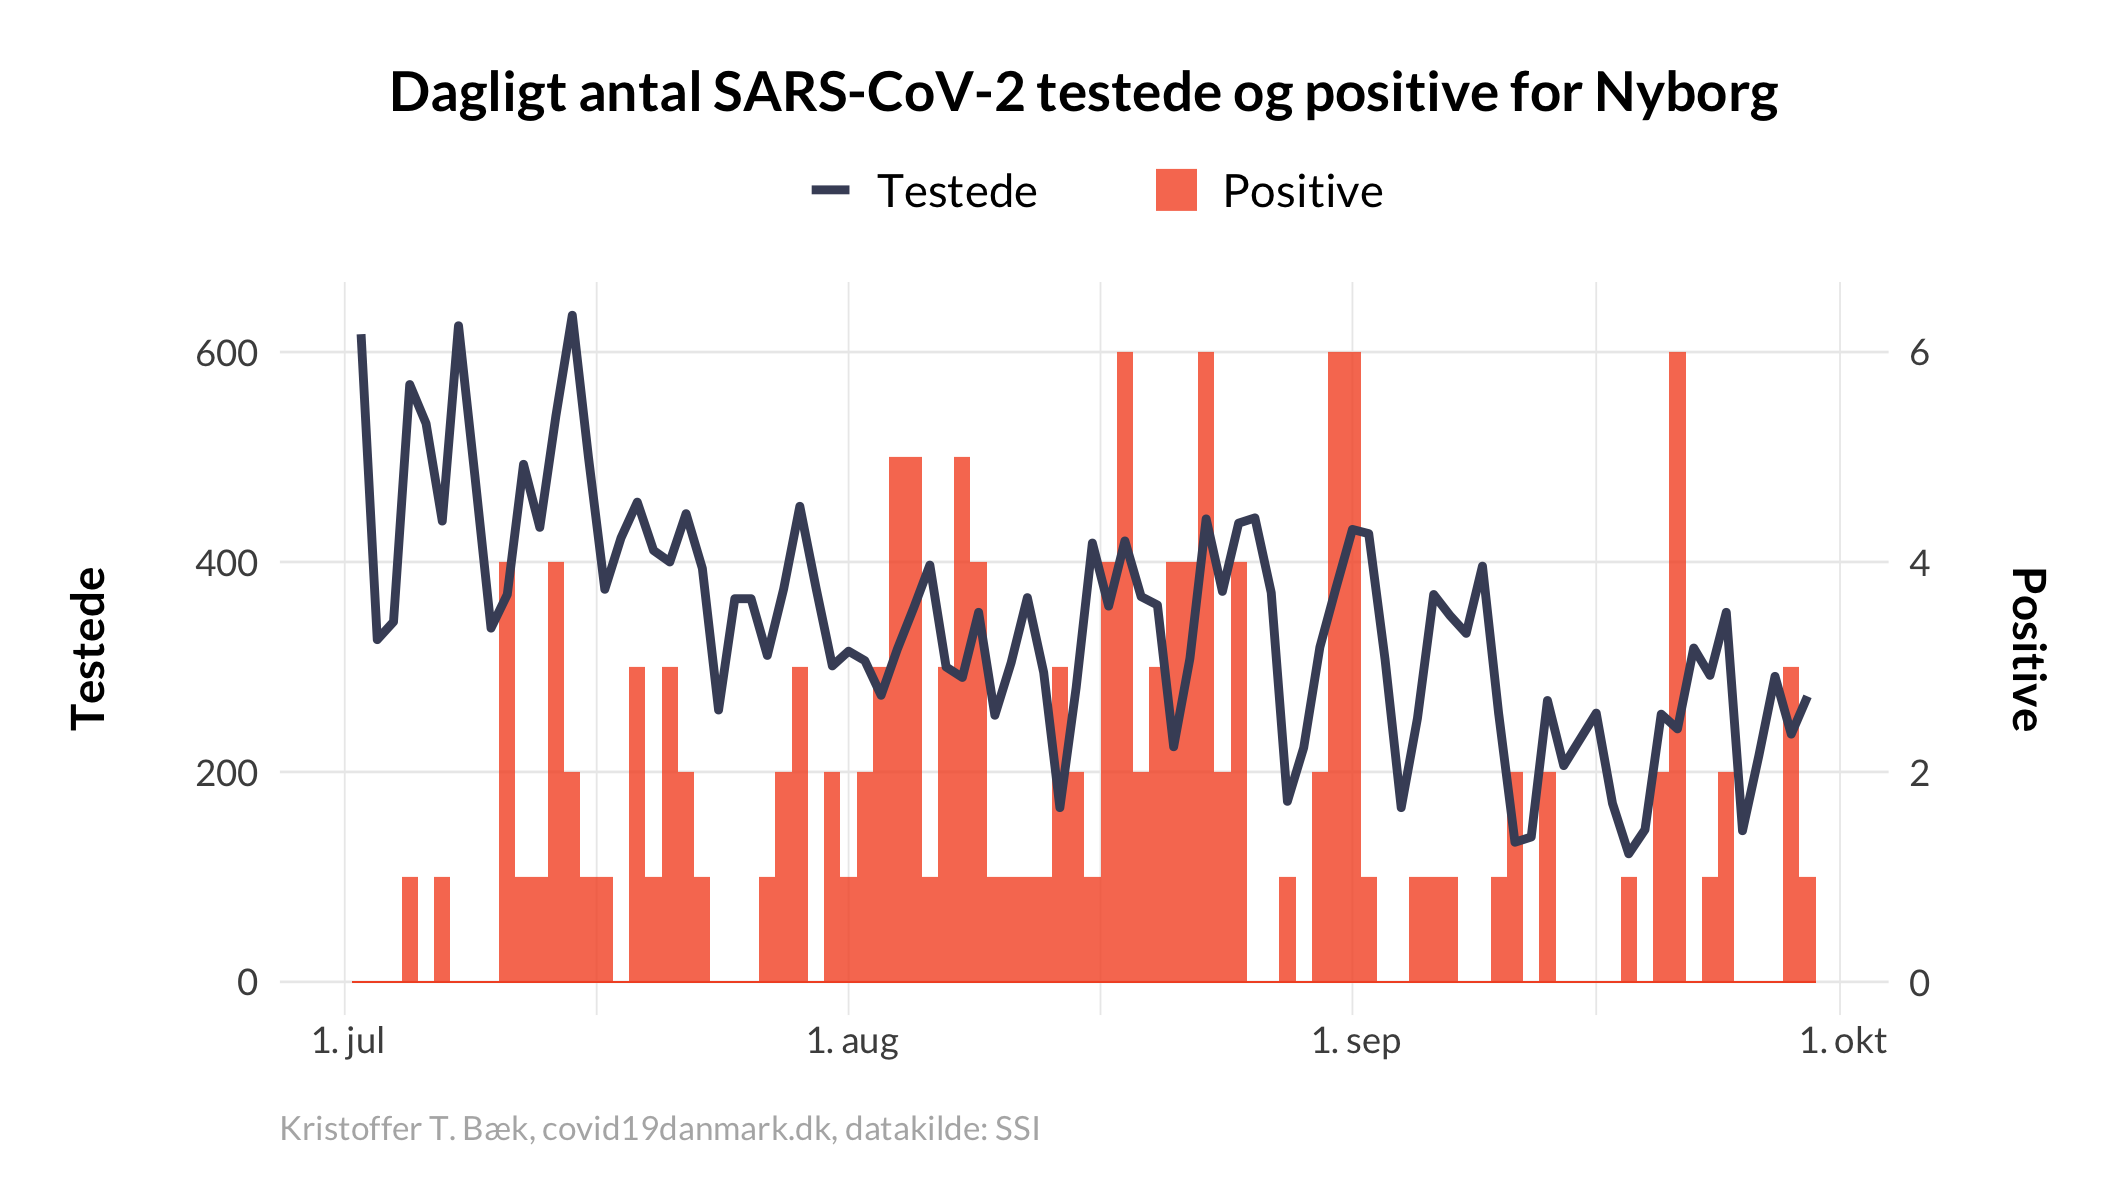 Dagligt antal SARS-CoV-2 testede og positive for Nyborg
Testede
Positive
600
400
200
0
6
4
2
0
Testede
Positive
1. jul
1. aug
1. sep
1. okt
Kristoffer T. Bæk, covid19danmark.dk, datakilde: SSI